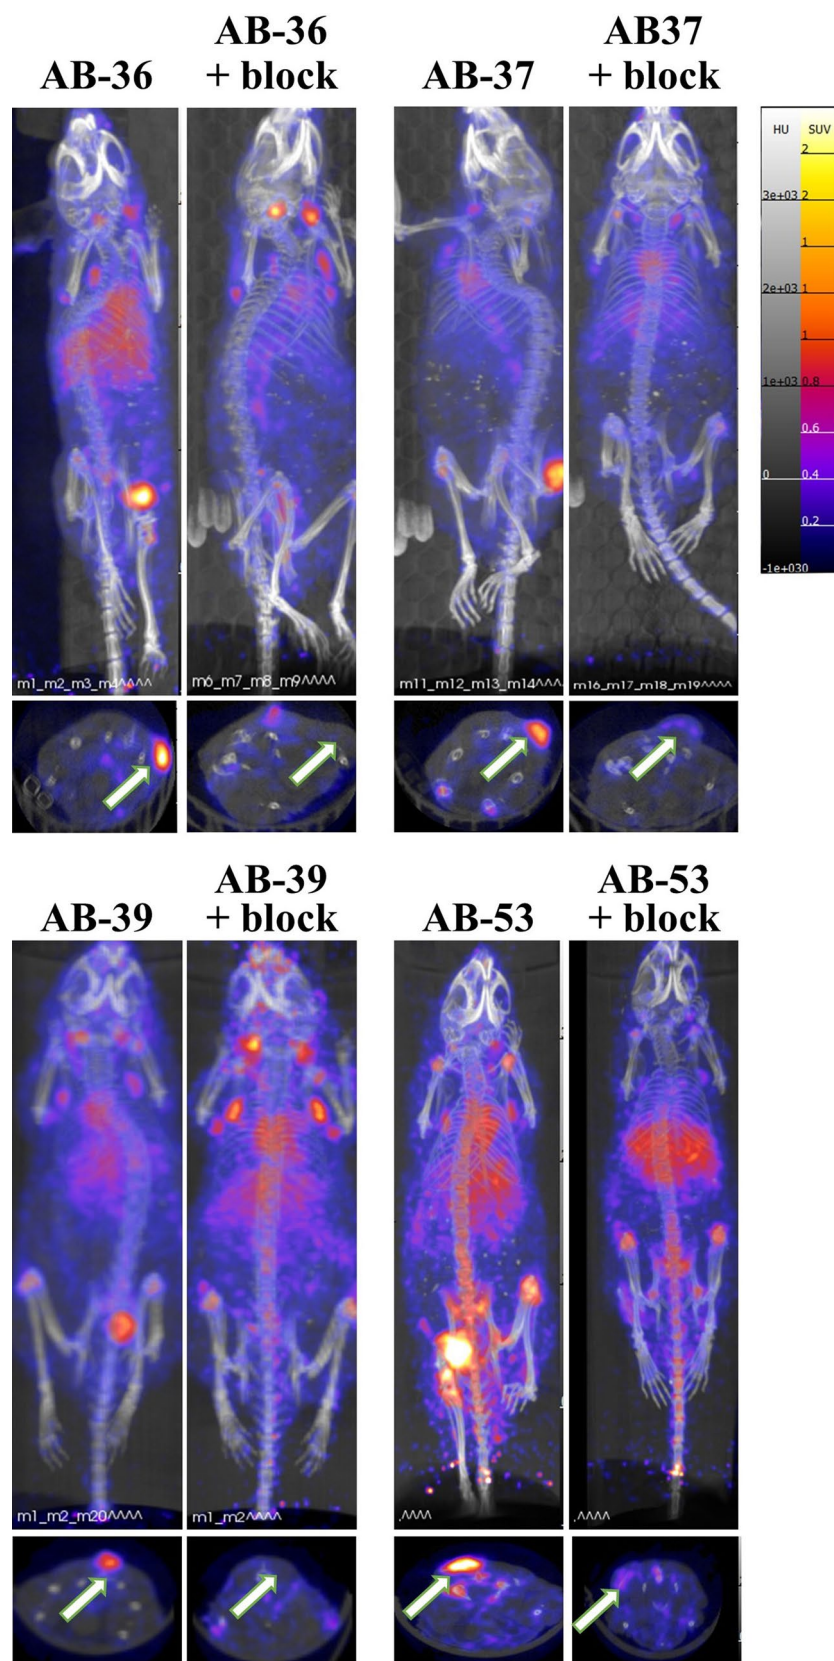 AB-36
AB-36
+ block
AB-37
AB37
+ block
HU SUV
2
3e+03 2
1
2e+03 1
1
1e+03 0.8
0.6
0 0.4
0.2
-1e+030
m1_m2_m3_m4^^^^
m6_m7_m8_m9^^^^
m11_m12_m13_m14^^^
m16_m17_m18_m19^^^^
AB-39
AB-39
+ block
AB-53
AB-53
+ block
m1_m2_m20^^^^
m1_m2^^^^
.^^^^
.^^^^